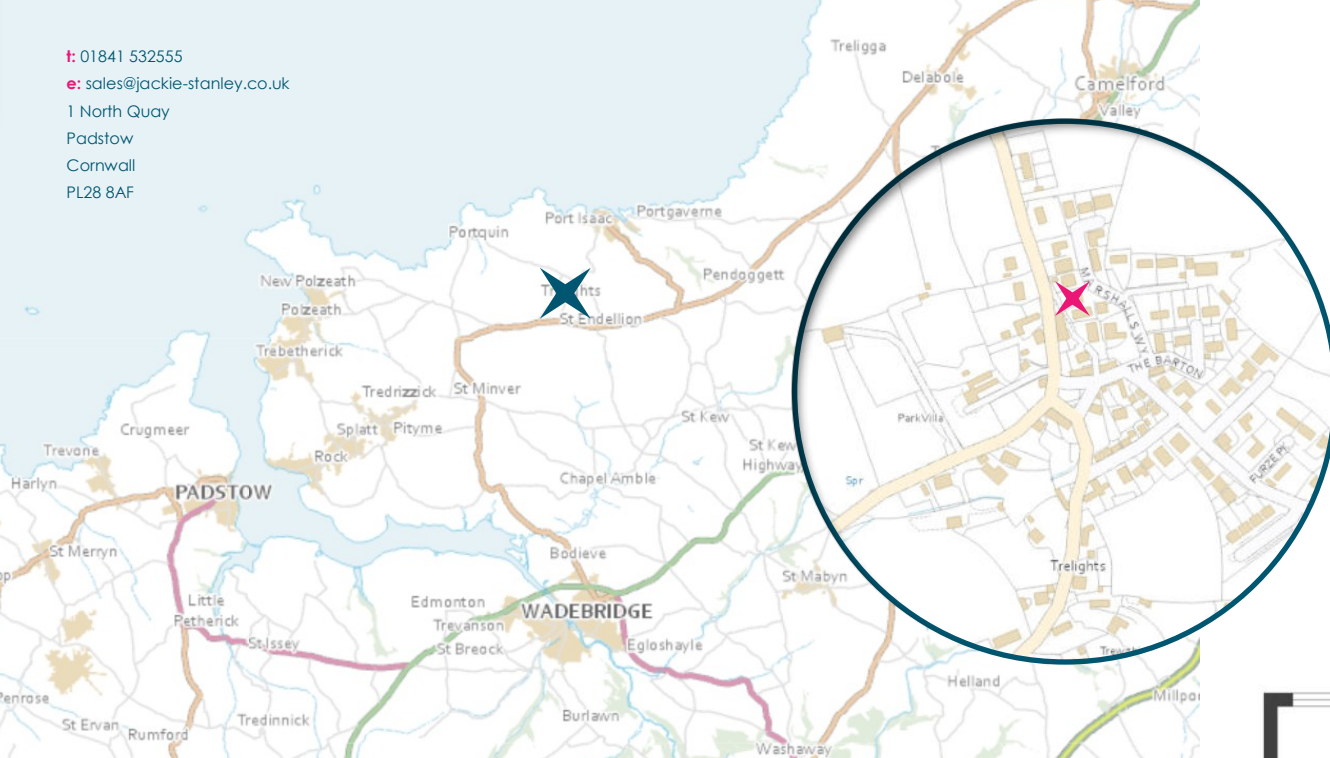 t: 01841 532555
e: sales@jackie-stanley.co.uk
1 North Quay
Padstow
Cornwall
PL28 8AF
Treligga
Delabole
Camelford
Valley
Port Isaac
Portgaverne
Portquin
Pendoggett
New Polzeath
Polzeath
St Endellion
Trebetherick
Tredrizzick
St Minver
Splatt
Pityme
Rock
St Kew
St Kew
Highway
Chapel Amble
Crugmeer
Trevone
Harlyn
PADSTOW
St Merryn
Bodieve
St Mabyn
Little
Petherick
Edmonton
WADEBRIDGE
Trevanson
St Issey
St Breock
Egloshayle
Helland
Penrose
St Ervan
Rumford
Tredinnick
Burlawn
Washaway
MARSHALLS WY
THE BARTON
Park Villa
FURZE PK
Spr
Trelights